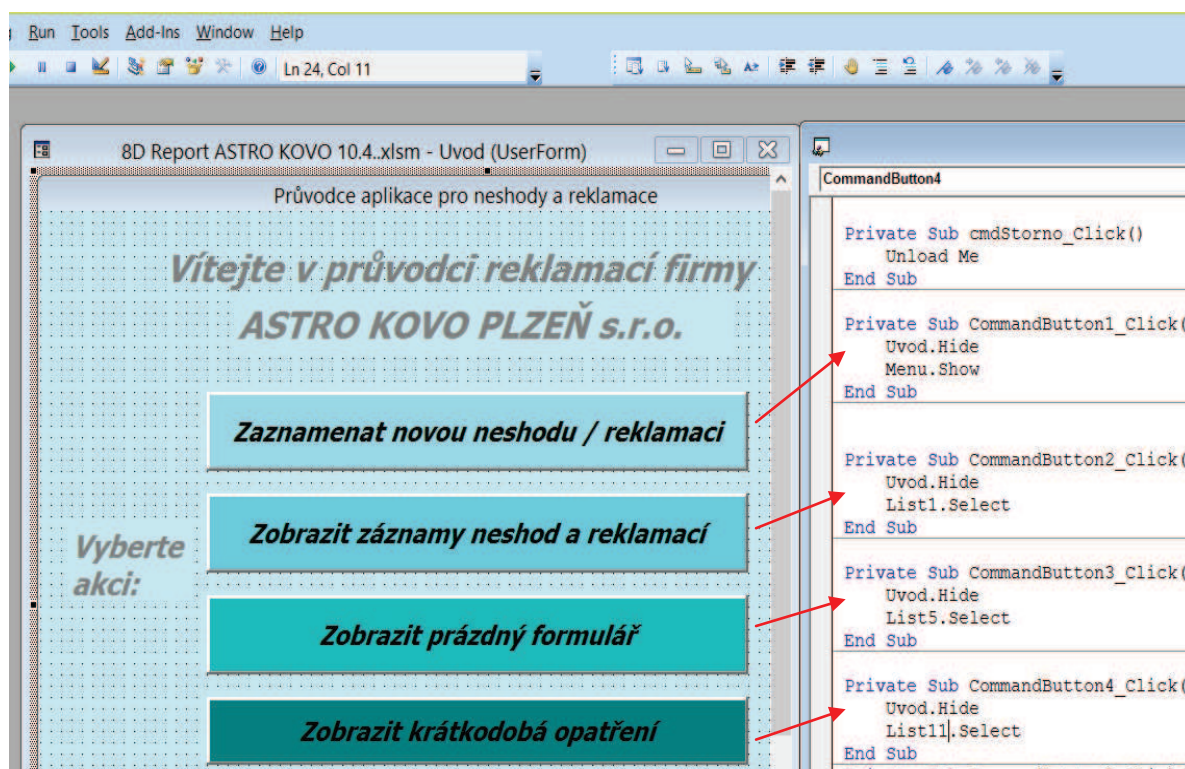 Run Tools Add-Ins Window Help
Ln 24, Col 11
8D Report ASTRO KOVO 10.4..xlsm - Uvod (UserForm)
Průvodce aplikace pro neshody a reklamace
Vítejte v průvodci reklamací firmy
ASTRO KOVO PLZEŇ s.r.o.
Vyberte
akci:
Zaznamenat novou neshodu / reklamaci
Zobrazit záznamy neshod a reklamací
Zobrazit prázdný formulář
Zobrazit krátkodobá opatření
CommandButton4
Private Sub cmdStorno_Click()
Unload Me
End Sub
Private Sub CommandButton1_Click(
Uvod.Hide
Menu.Show
End Sub
Private Sub CommandButton2_Click(
Uvod.Hide
List1.Select
End Sub
Private Sub CommandButton3_Click(
Uvod.Hide
List5.Select
End Sub
Private Sub CommandButton4_Click(
Uvod.Hide
List11.Select
End Sub